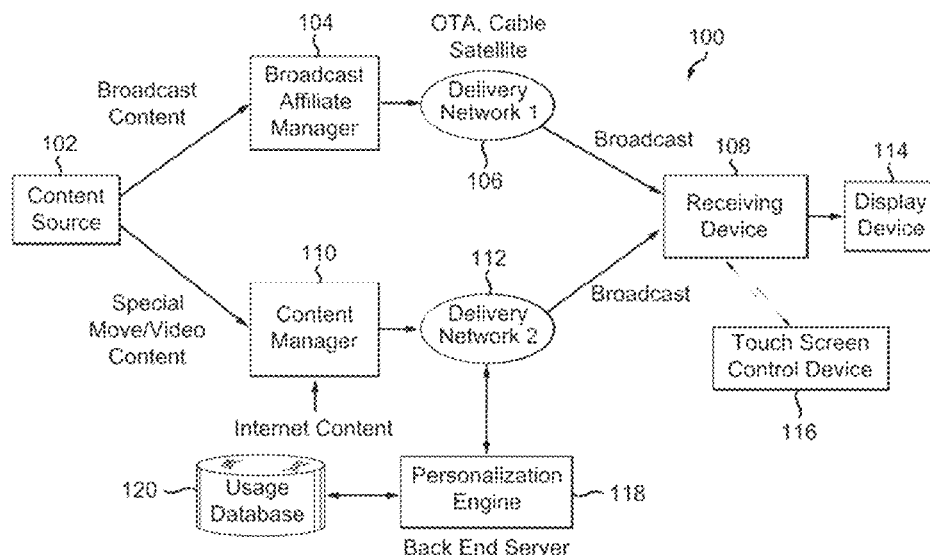 104
OTA, Cable
Satellite
100
Broadcast
Affiliate
Manager
Delivery
Network 1
Broadcast
Content
Broadcast
102
106
108
114
Content
Source
Receiving
Device
Display
Device
110
112
Special
Move/Video
Content
Content
Manager
Delivery
Network 2
Broadcast
Touch Screen
Control Device
Internet Content
116
120
Usage
Database
Personalization
Engine
118
Back End Server